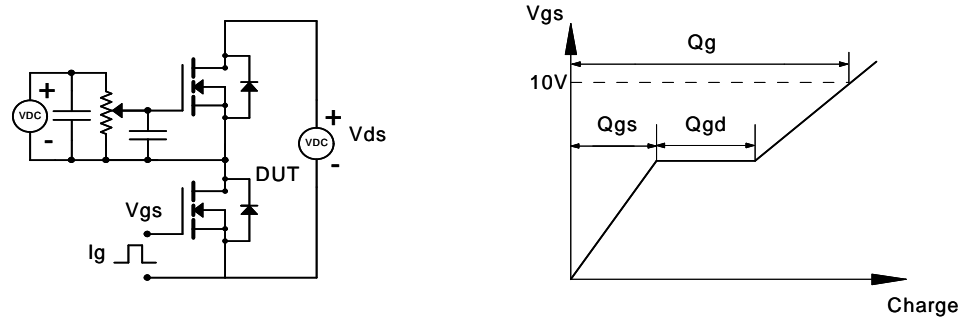 +
VDC
-
+
VDC
-
Vds
DUT
Vgs
Ig
Vgs
Qg
10V
Qgs
Qgd
Charge